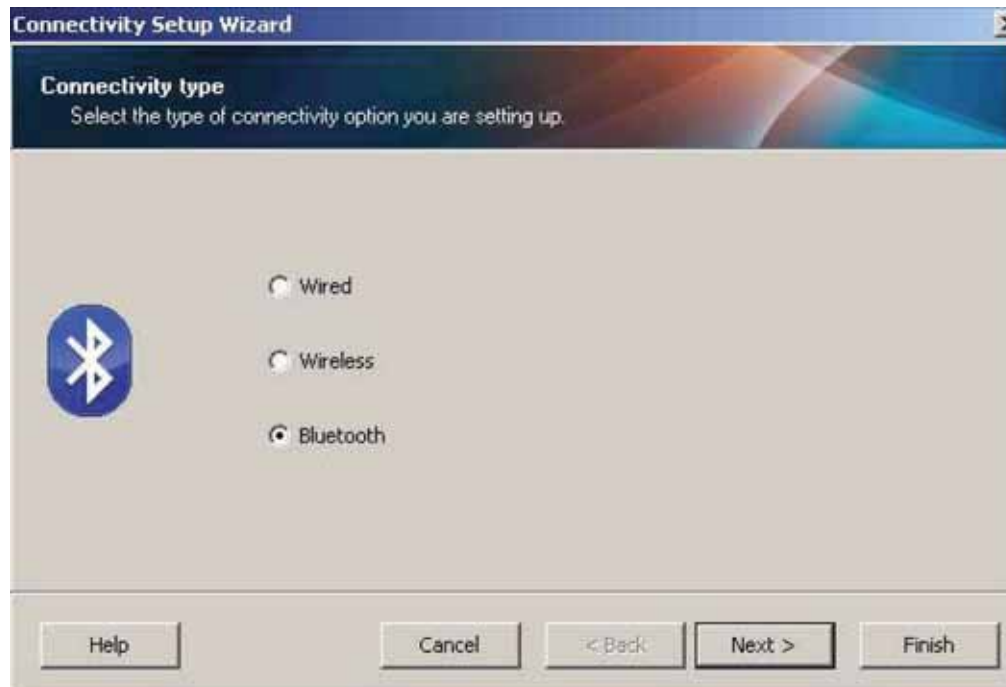 Connectivity Setup Wizard
Connectivity type
Select the type of connectivity option you are setting up.
Wired
Wireless
Bluetooth
Help
Cancel
< Back
Next >
Finish